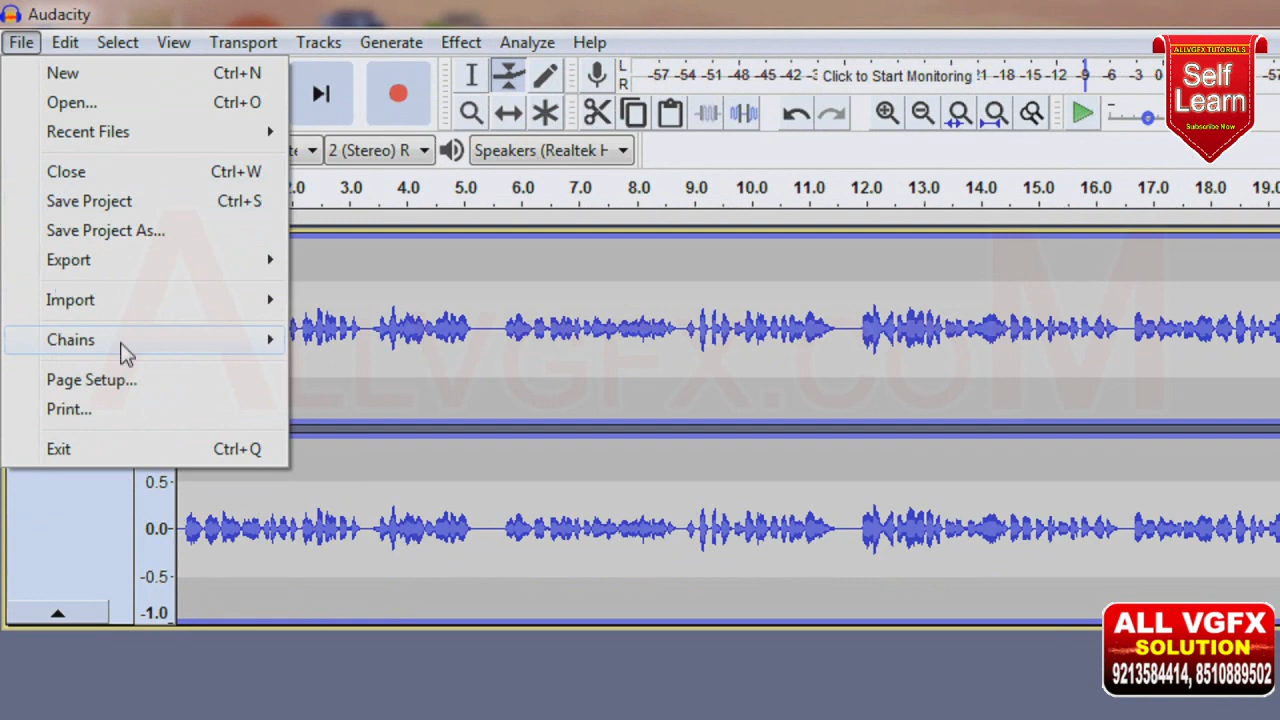 Audacity
File Edit Select View Transport Tracks Generate Effect Analyze Help
New Ctrl+N
Open... Ctrl+O
Recent Files
Close Ctrl+W
Save Project Ctrl+S
Save Project As...
Export
Import
Chains
Page Setup...
Print...
Exit Ctrl+Q
L
R
-57 -54 -51 -48 -45 -42 Click to Start Monitoring -18 -15 -12 -9 -6 -3 0
2 (Stereo) R
Speakers (Realtek
2.0 3.0 4.0 5.0 6.0 7.0 8.0 9.0 10.0 11.0 12.0 13.0 14.0 15.0 16.0 17.0 18.0 19.0
ALLVGFX.COM
0.5
0.0
-0.5
-1.0
ALLVGFX TUTORIALS
Self
Learn
Subscribe Now
ALL VGFX
SOLUTION
9213584414, 8510889502